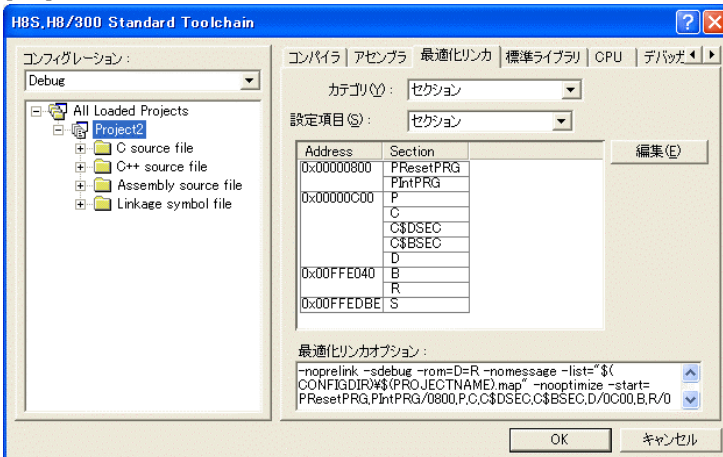 H8S,H8/300 Standard Toolchain
コンフィグレーション :
Debug
All Loaded Projects
Project2
C source file
C++ source file
Assembly source file
Linkage symbol file
コンパイラ アセンブラ 最適化リンカ 標準ライブラリ CPU デバッガ
カテゴリ(Y) : セクション
設定項目(S) : セクション
Address Section
0x00000800 PResetPRG
PIntPRG
0x00000C00 P
C
C$DSEC
C$BSEC
D
0x00FFE040 B
R
0x00FFEDBE S
編集(E)
最適化リンカオプション :
-noprelink -sdebug -rom=D=R -nomessage -list="$(
CONFIGDIR)¥$(PROJECTNAME).map" -nooptimize -start=
PResetPRG,PIntPRG/0800,P,C,C$DSEC,C$BSEC,D/0C00,B,R/0
OK キャンセル